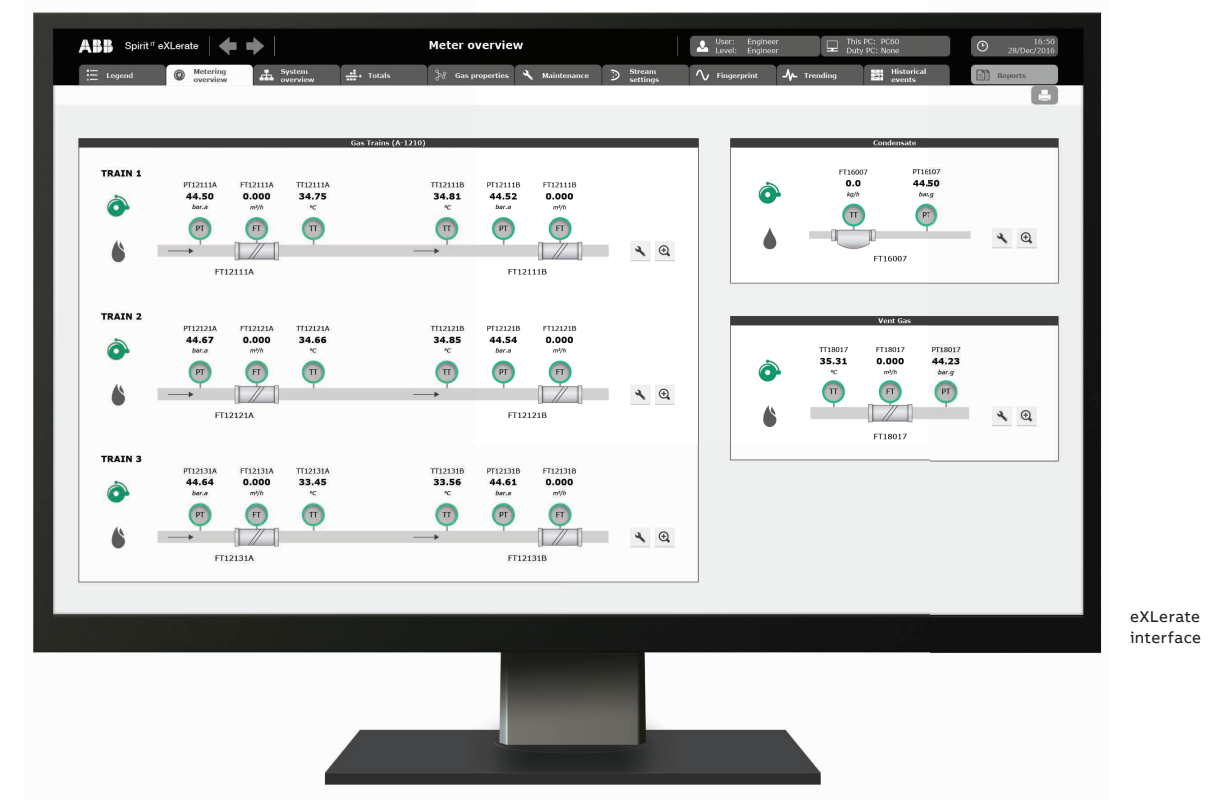 ABB Spirit IT eXLerate
Meter overview
User: Engineer
Level: Engineer
This PC: PC60
Duty PC: None
16:50
28/Dec/2016
Legend
Metering overview
System overview
Totals
Gas properties
Maintenance
Stream settings
Fingerprint
Trending
Historical events
Reports
Gas Trains (A-1210)
TRAIN 1
PT12111A FT12111A TT12111A TT12111B PT12111B FT12111B
44.50 0.000 34.75 34.81 44.52 0.000
bar.a m³/h °C °C bar.a m³/h
PT FT TT TT PT FT
FT12111A FT12111B
TRAIN 2
PT12121A FT12121A TT12121A TT12121B PT12121B FT12121B
44.67 0.000 34.66 34.85 44.54 0.000
bar.a m³/h °C °C bar.a m³/h
PT FT TT TT PT FT
FT12121A FT12121B
TRAIN 3
PT12131A FT12131A TT12131A TT12131B PT12131B FT12131B
44.64 0.000 33.45 33.56 44.61 0.000
bar.a m³/h °C °C bar.a m³/h
PT FT TT TT PT FT
FT12131A FT12131B
Condensate
FT16007 PT16107
0.0 44.50
kg/h bar.g
TT PT
FT16007
Vent Gas
TT18017 FT18017 PT18017
35.31 0.000 44.23
°C m³/h bar.g
TT FT PT
FT18017
eXLerate
interface